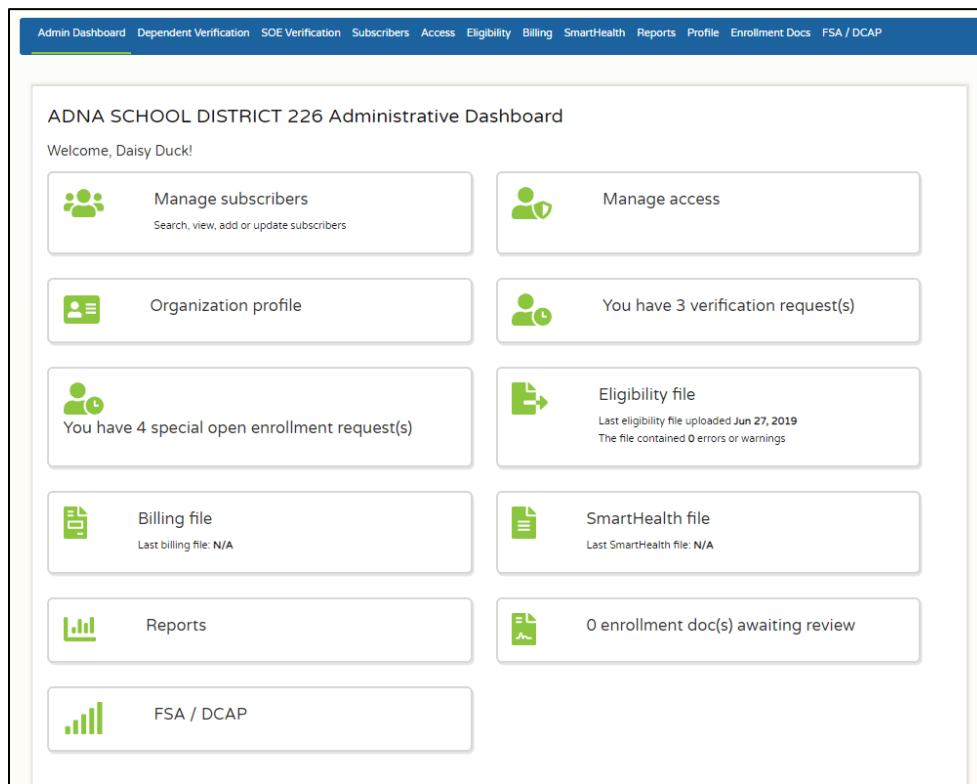 Admin Dashboard Dependent Verification SOE Verification Subscribers Access Eligibility Billing SmartHealth Reports Profile Enrollment Docs FSA / DCAP
ADNA SCHOOL DISTRICT 226 Administrative Dashboard
Welcome, Daisy Duck!
Manage subscribers
Search, view, add or update subscribers
Manage access
Organization profile
You have 3 verification request(s)
You have 4 special open enrollment request(s)
Eligibility file
Last eligibility file uploaded Jun 27, 2019
The file contained 0 errors or warnings
Billing file
Last billing file: N/A
SmartHealth file
Last SmartHealth file: N/A
Reports
0 enrollment doc(s) awaiting review
FSA / DCAP